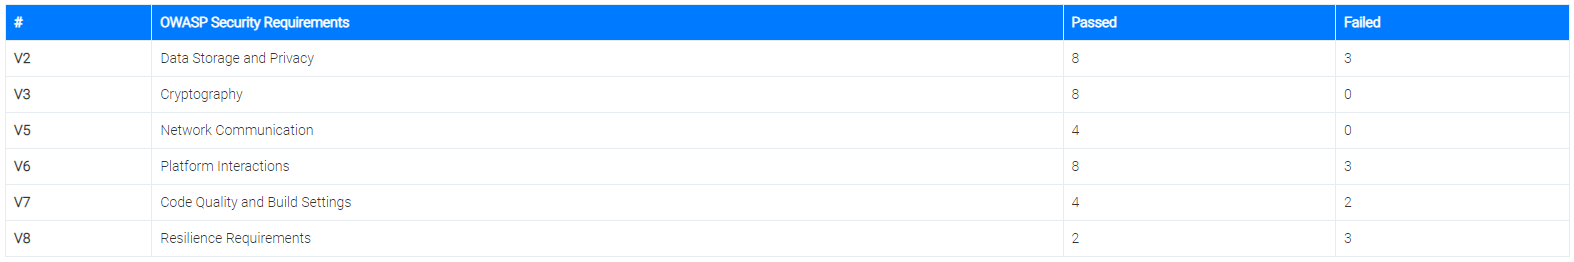 # OWASP Security Requirements Passed Failed
V2 Data Storage and Privacy 8 3
V3 Cryptography 8 0
V5 Network Communication 4 0
V6 Platform Interactions 8 3
V7 Code Quality and Build Settings 4 2
V8 Resilience Requirements 2 3